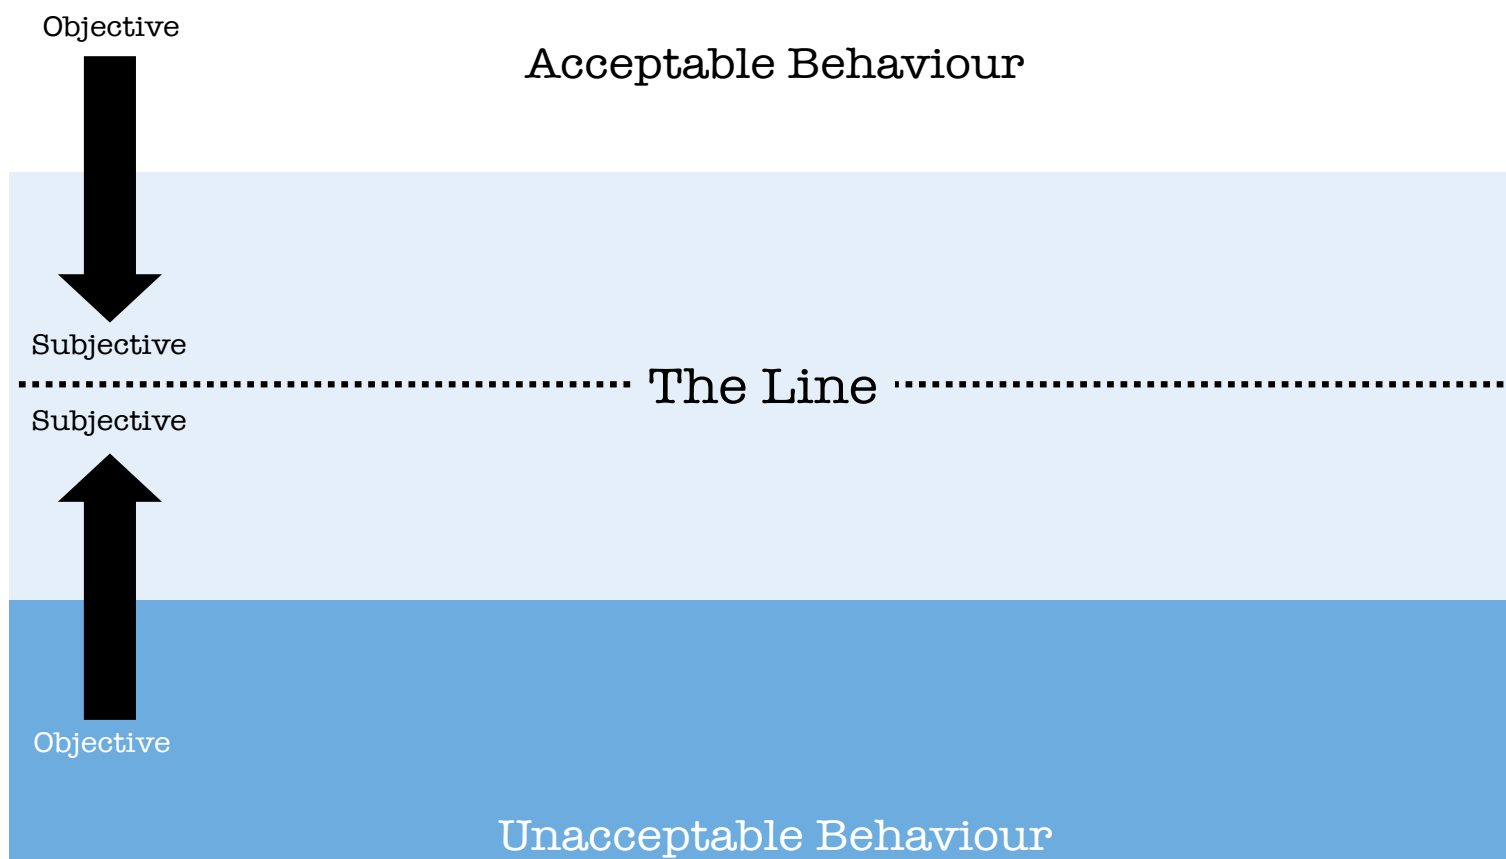 Objective
Acceptable Behaviour
Subjective
The Line
Subjective
Objective
Unacceptable Behaviour